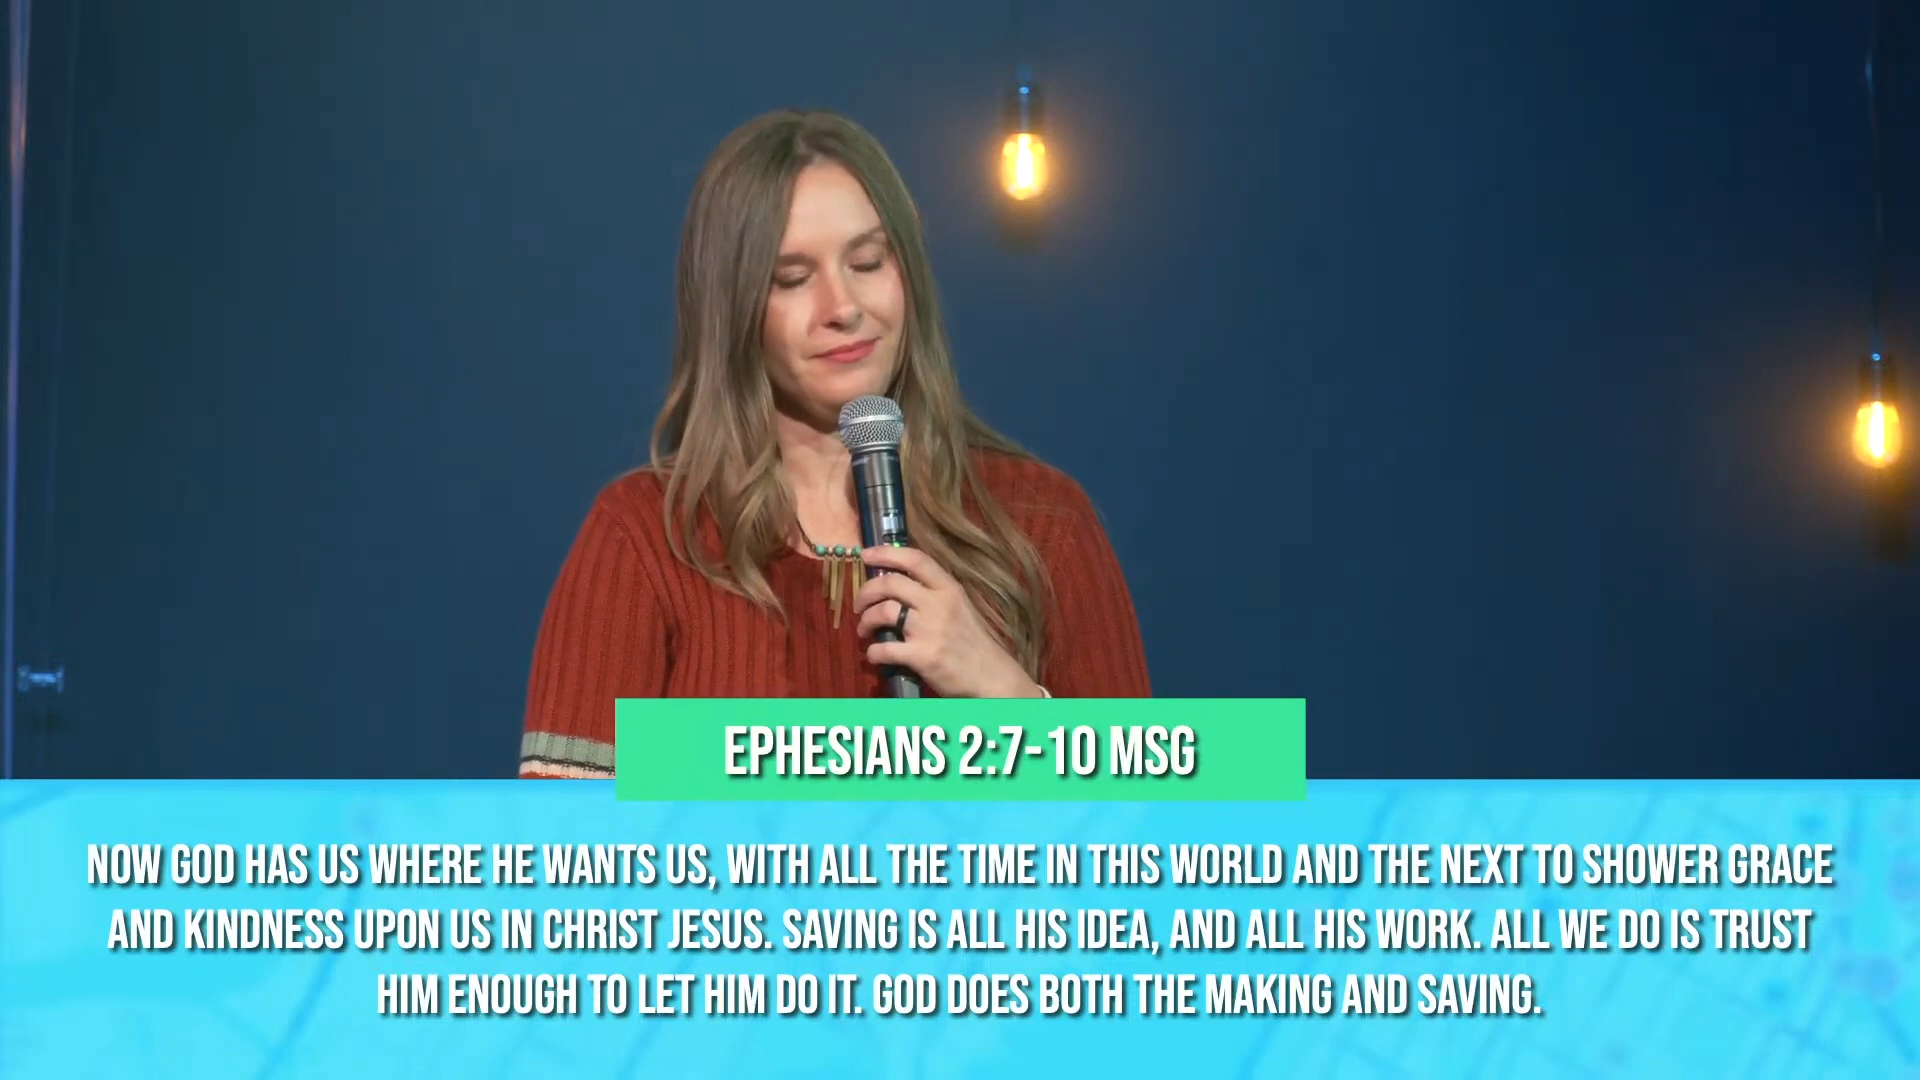 EPHESIANS 2:7-10 MSG
NOW GOD HAS US WHERE HE WANTS US, WITH ALL THE TIME IN THIS WORLD AND THE NEXT TO SHOWER GRACE
AND KINDNESS UPON US IN CHRIST JESUS. SAVING IS ALL HIS IDEA, AND ALL HIS WORK. ALL WE DO IS TRUST
HIM ENOUGH TO LET HIM DO IT. GOD DOES BOTH THE MAKING AND SAVING.